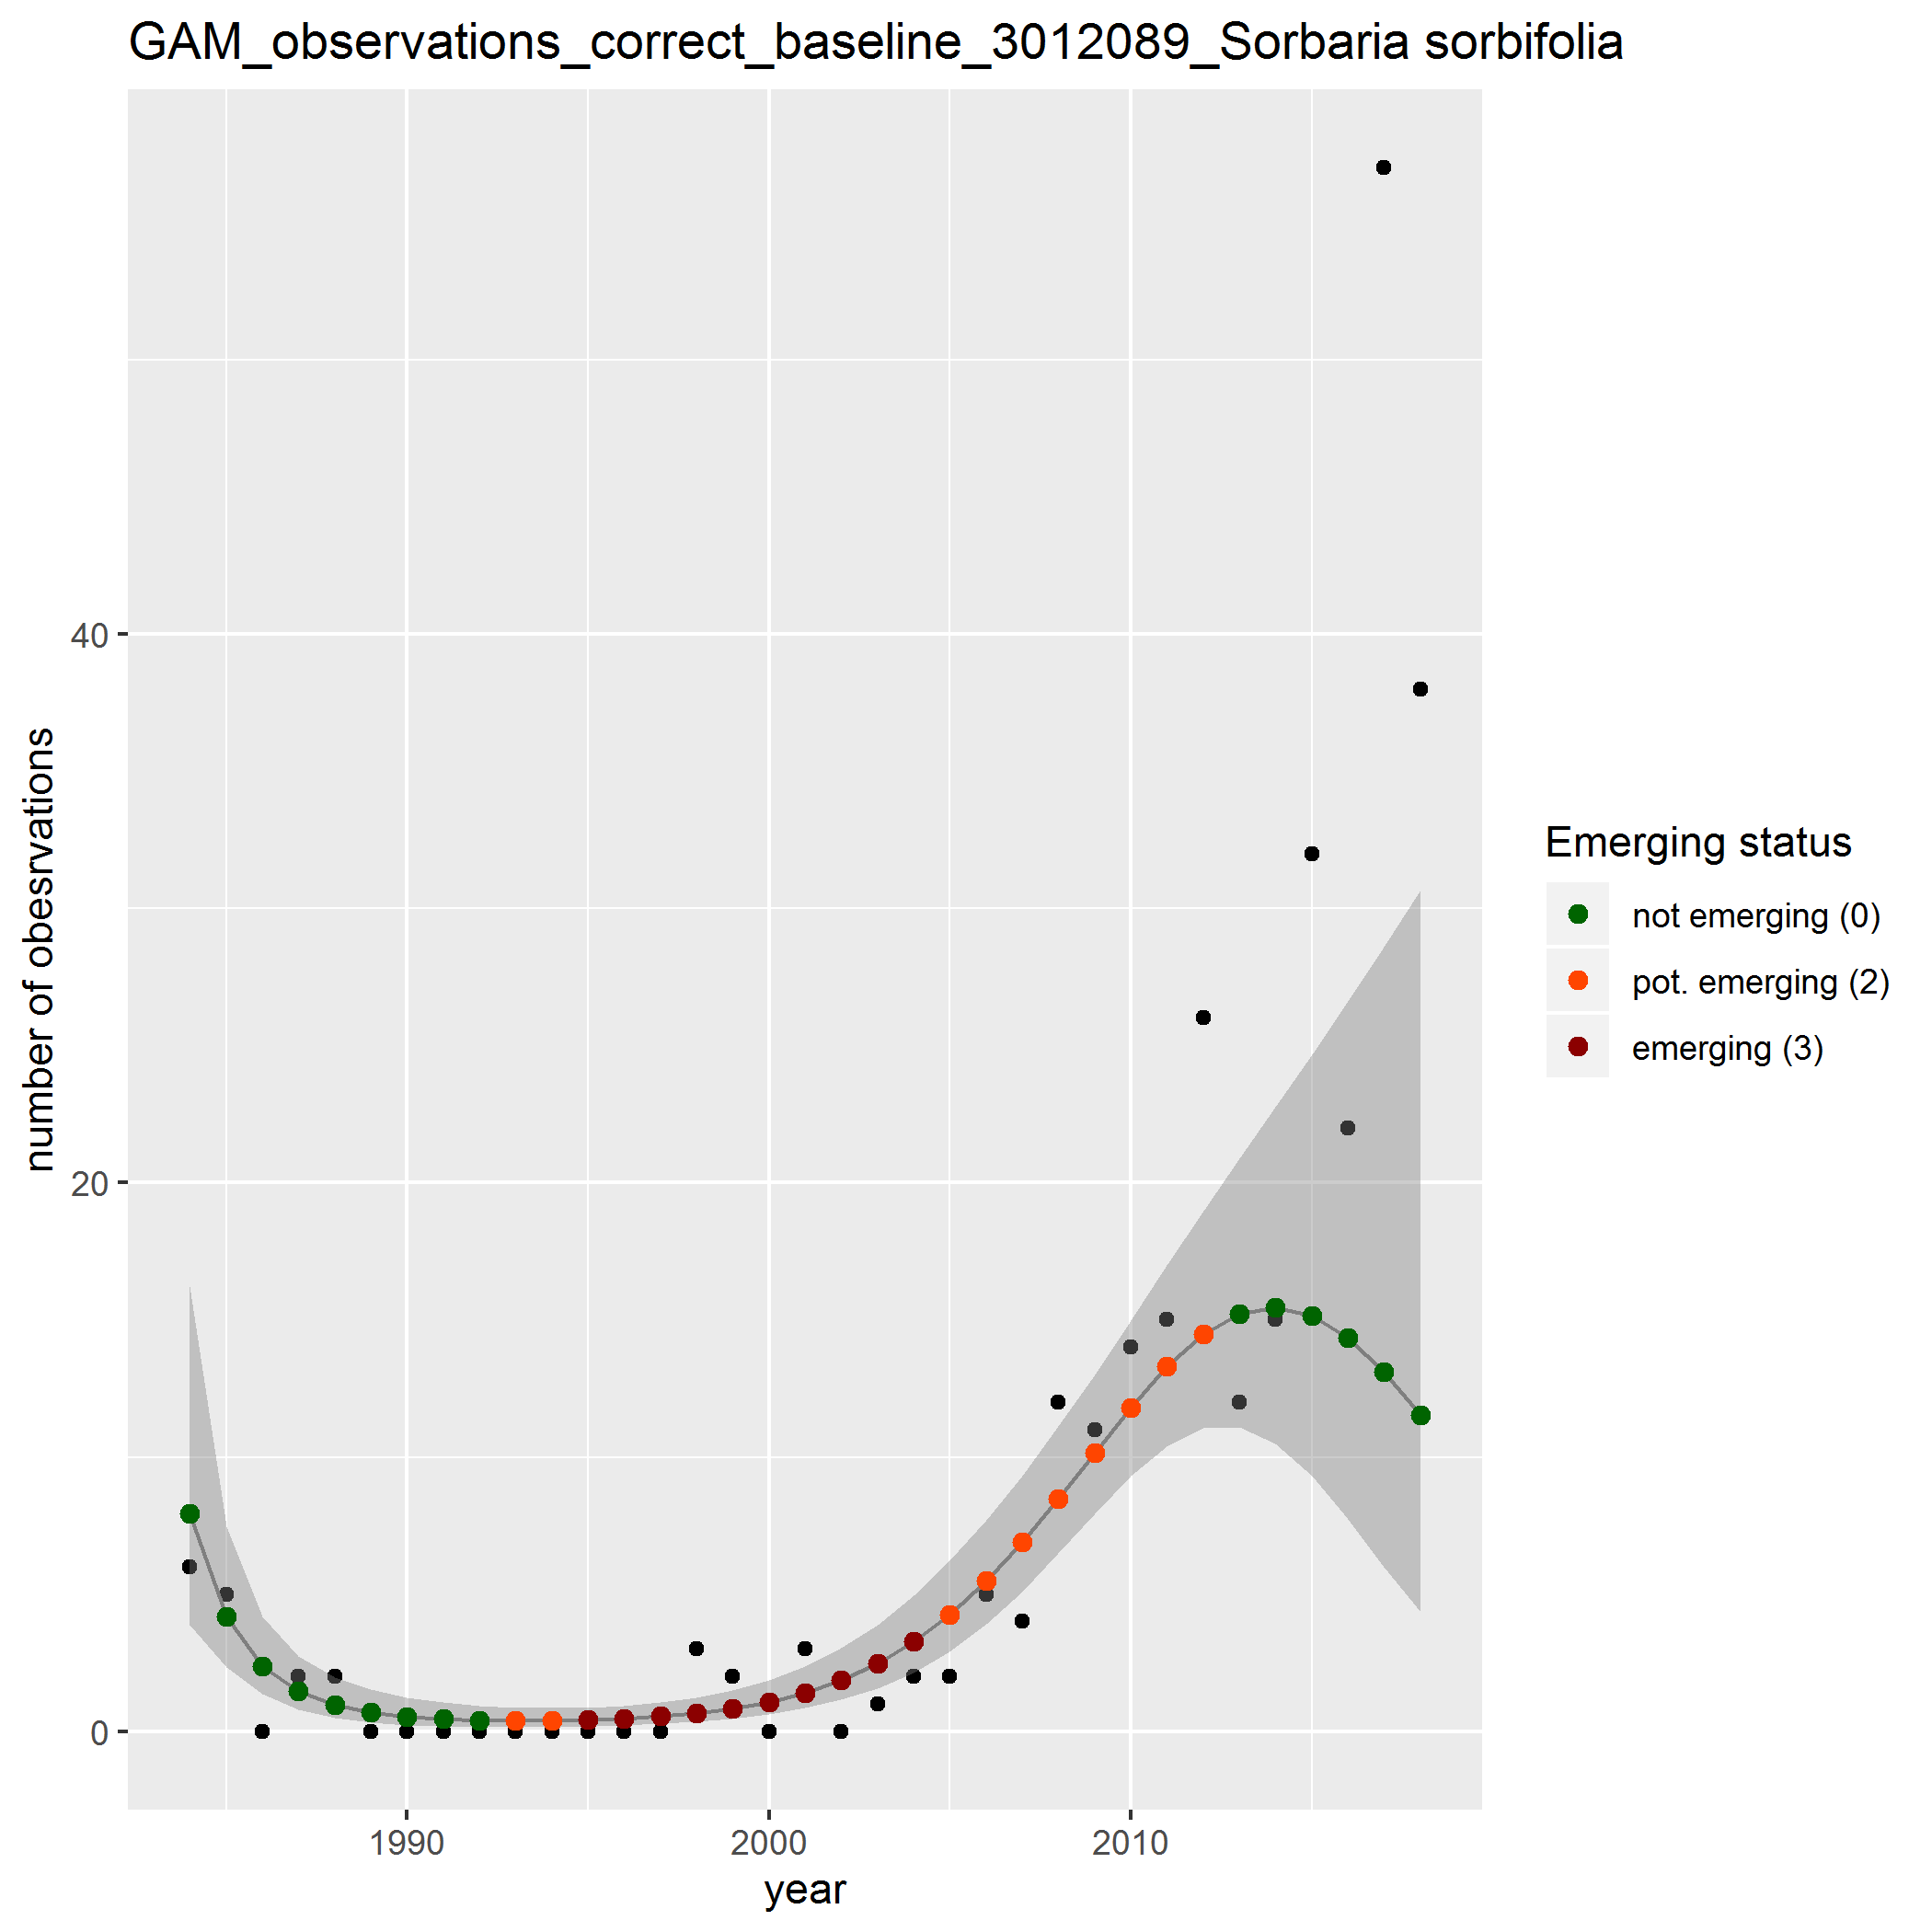 GAM_observations_correct_baseline_3012089_Sorbaria sorbifolia
number of obesrvations
40
20
0
1990
2000
2010
year
Emerging status
not emerging (0)
pot. emerging (2)
emerging (3)